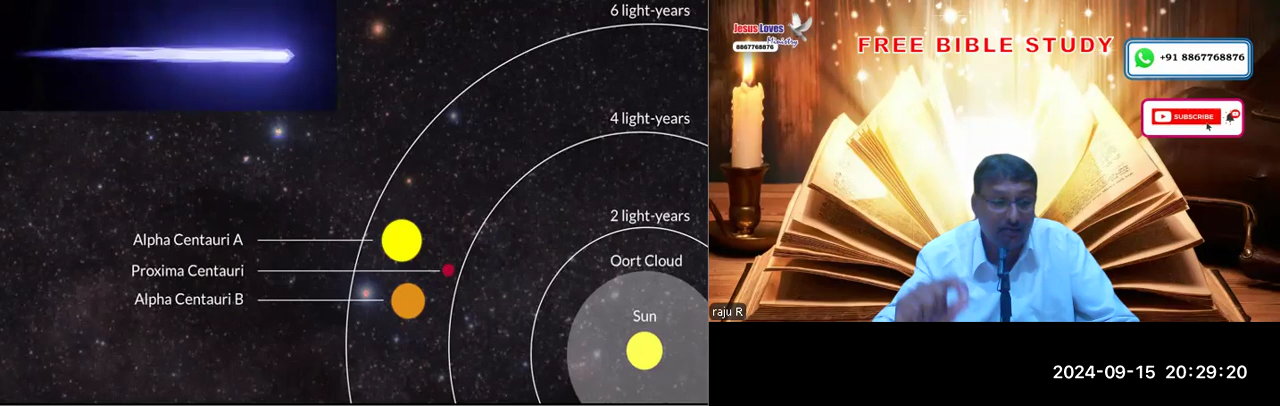 6 light-years
4 light-years
2 light-years
Oort Cloud
Sun
Alpha Centauri A
Proxima Centauri
Alpha Centauri B
Jesus Loves
Ministry
8867768876
FREE BIBLE STUDY
+91 8867768876
SUBSCRIBE
raju R
2024-09-15 20:29:20